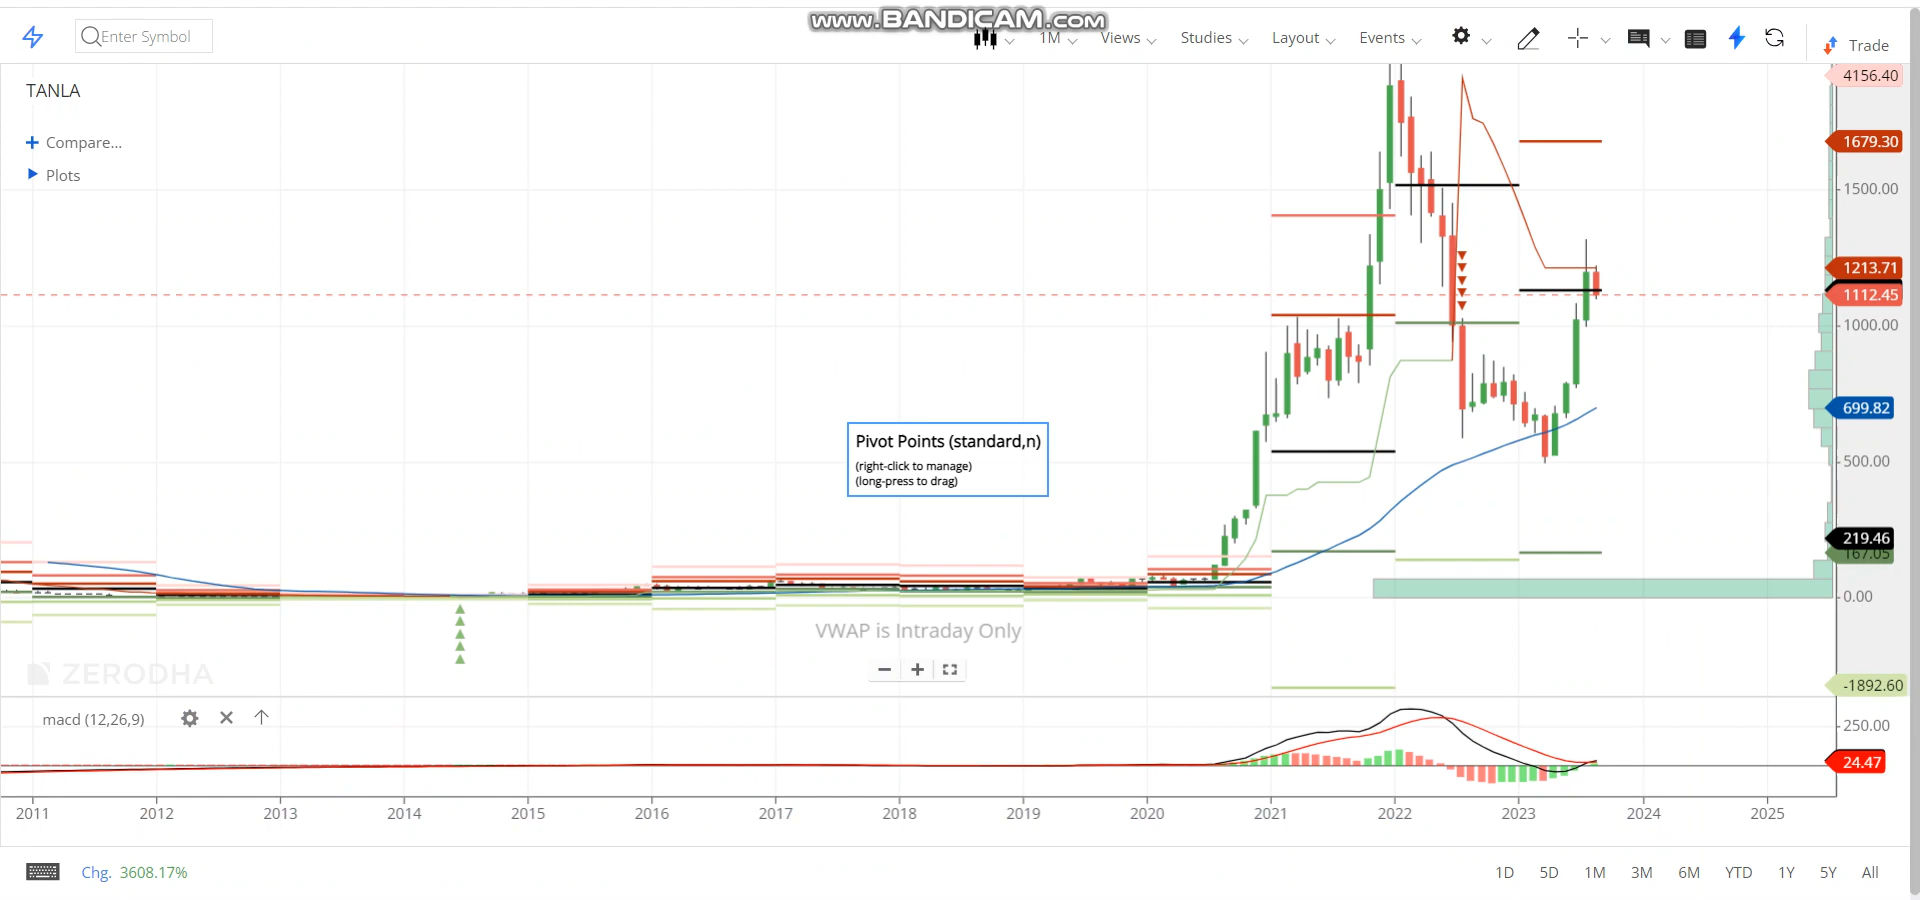 www.BANDICAM.com
Enter Symbol
1M
Views
Studies
Layout
Events
Trade
TANLA
Compare...
Plots
4156.40
1679.30
1500.00
1213.71
1112.45
1000.00
699.82
500.00
219.46
167.05
0.00
-1892.60
Pivot Points (standard,n)
(right-click to manage)
(long-press to drag)
VWAP is Intraday Only
ZERODHA
macd (12,26,9)
250.00
24.47
2011 2012 2013 2014 2015 2016 2017 2018 2019 2020 2021 2022 2023 2024 2025
Chg. 3608.17%
1D 5D 1M 3M 6M YTD 1Y 5Y All